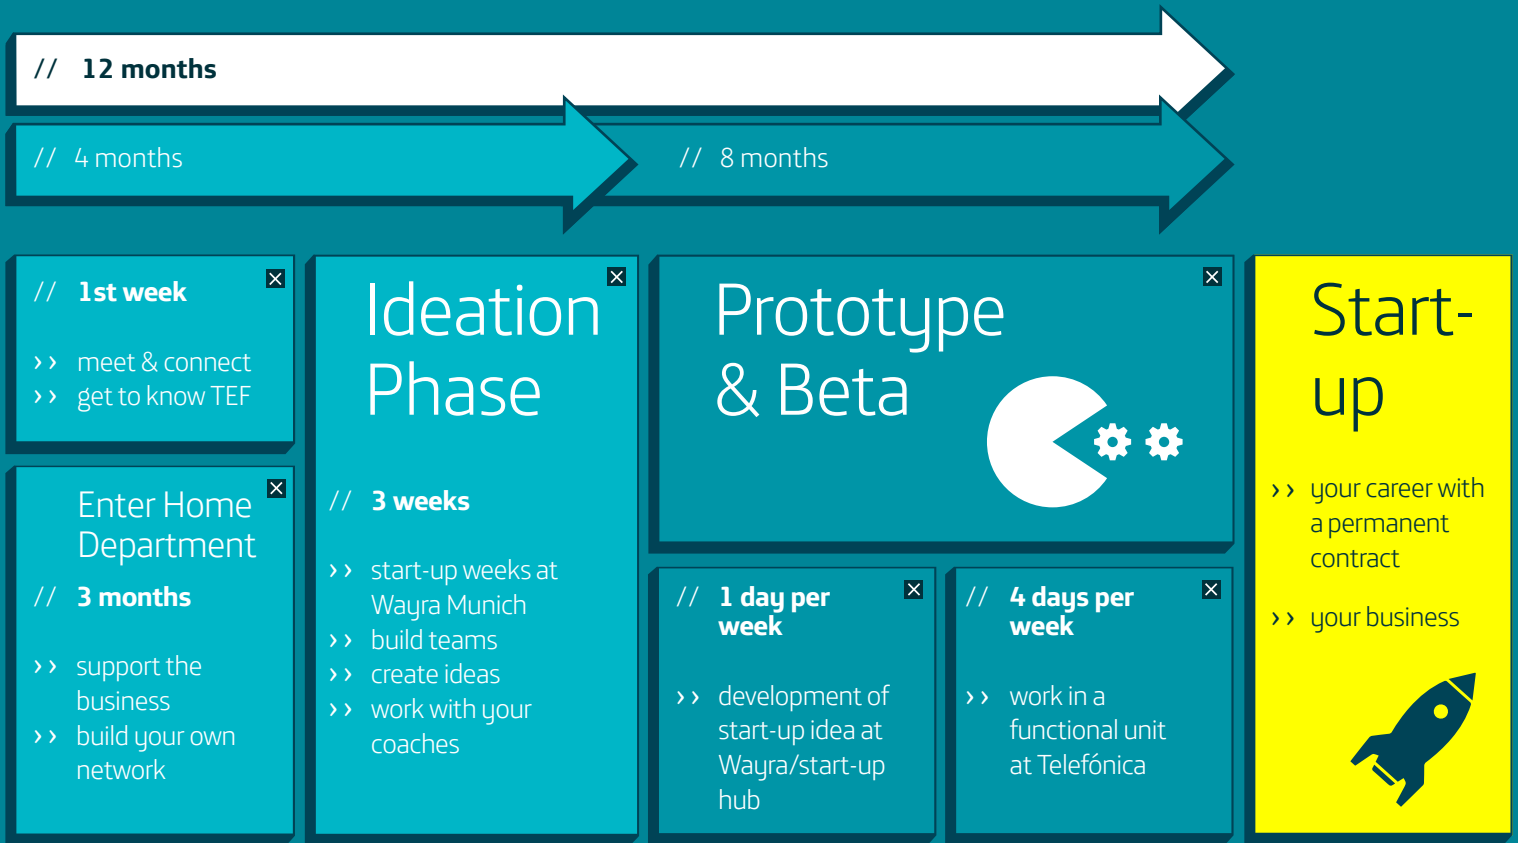 // 12 months
// 4 months
// 8 months
// 1st week
›› meet & connect
›› get to know TEF
Enter Home
Department
// 3 months
›› support the
business
›› build your own
network
Ideation
Phase
// 3 weeks
›› start-up weeks at
Wayra Munich
›› build teams
›› create ideas
›› work with your
coaches
Prototype
& Beta
// 1 day per
week
›› development of
start-up idea at
Wayra/start-up
hub
// 4 days per
week
›› work in a
functional unit
at Telefónica
Start-
up
›› your career with
a permanent
contract
›› your business